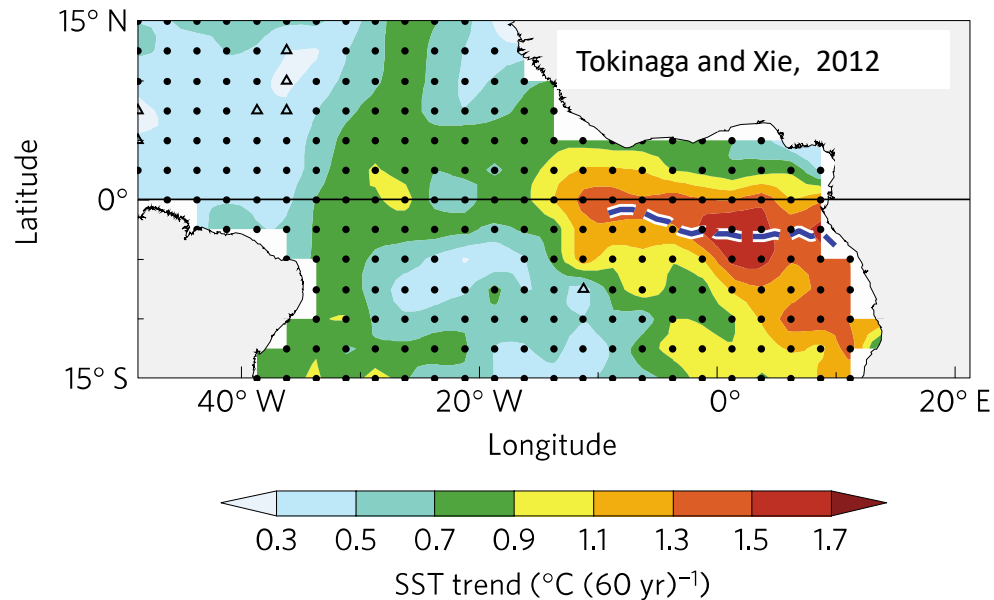 15° N
Tokinaga and Xie, 2012
Latitude
0°
15° S
40° W 20° W 0° 20° E
Longitude
0.3 0.5 0.7 0.9 1.1 1.3 1.5 1.7
SST trend (°C (60 yr)⁻¹)